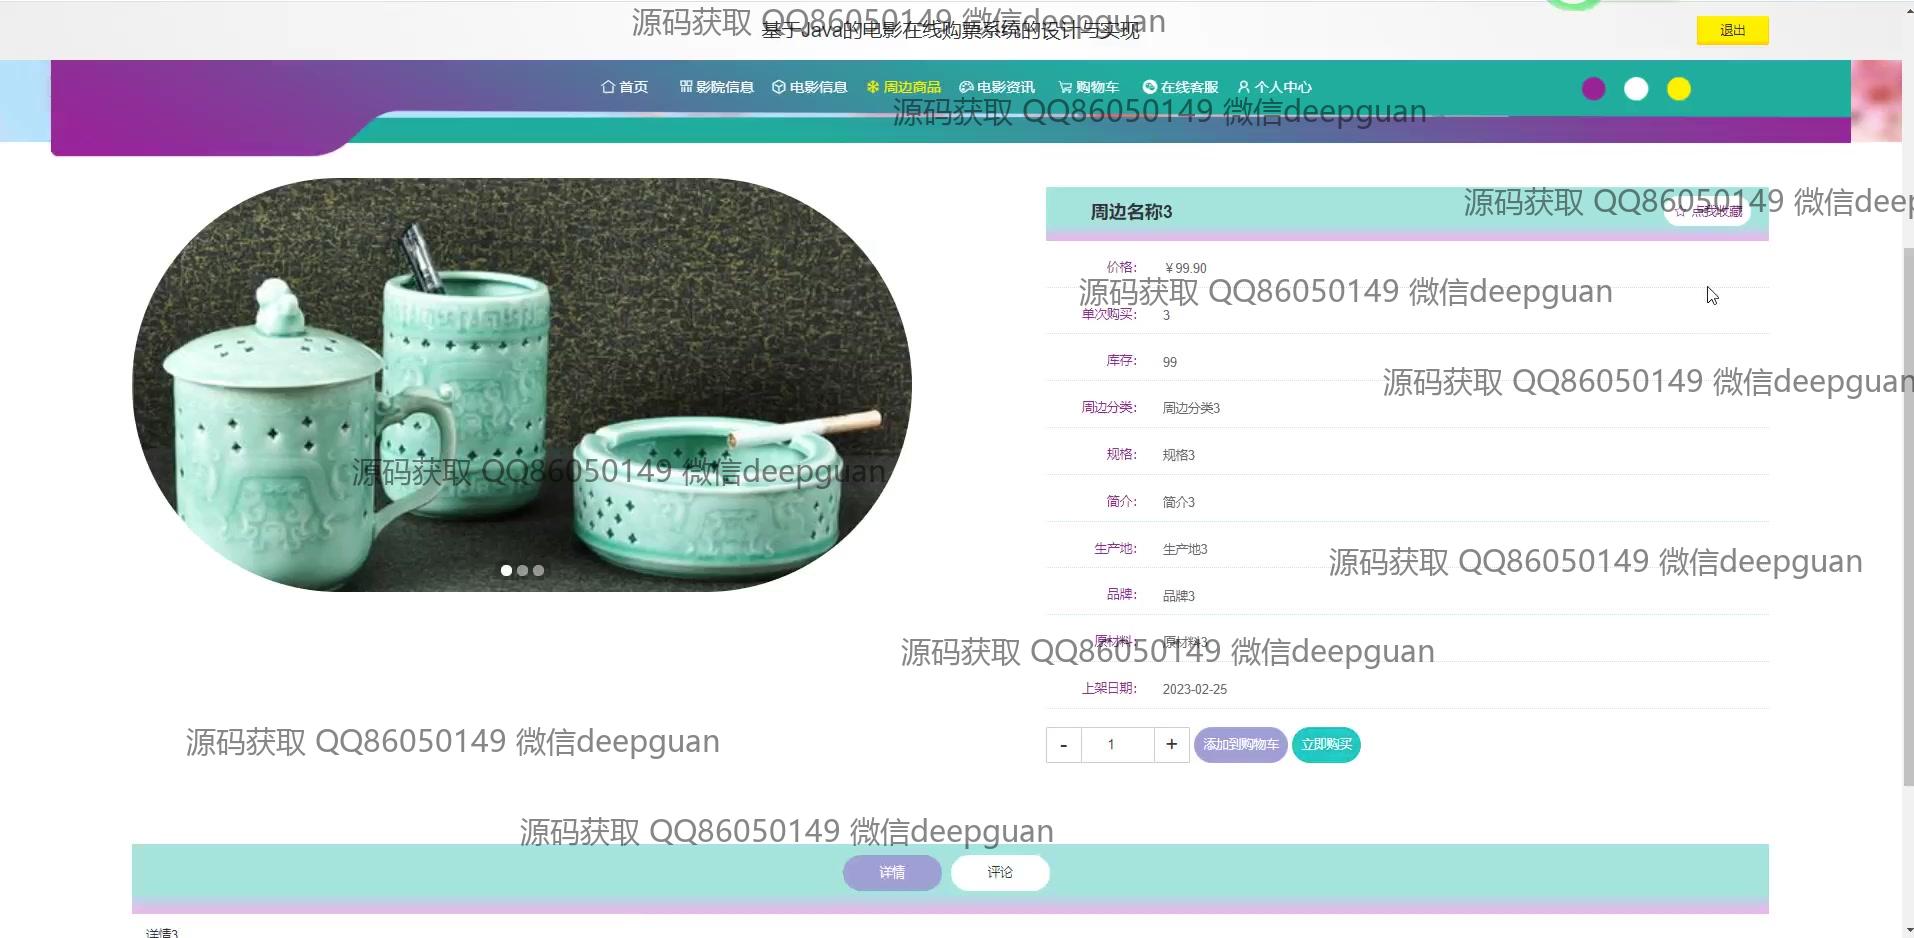 源码获取 QQ86050149 微信deepguan
基于Java的电影在线购票系统的设计与实现
退出
首页 影院信息 电影信息 周边商品 电影资讯 购物车 在线客服 个人中心
源码获取 QQ86050149 微信deepguan
周边名称3
点我收藏
源码获取 QQ86050149 微信deep
价格: ￥99.90
源码获取 QQ86050149 微信deepguan
单次购买: 3
库存: 99
源码获取 QQ86050149 微信deepguan
周边分类: 周边分类3
规格: 规格3
源码获取 QQ86050149 微信deepguan
简介: 简介3
生产地: 生产地3
源码获取 QQ86050149 微信deepguan
品牌: 品牌3
原材料: 原材料3
源码获取 QQ86050149 微信deepguan
上架日期: 2023-02-25
- 1 + 添加到购物车 立即购买
源码获取 QQ86050149 微信deepguan
源码获取 QQ86050149 微信deepguan
详情 评论
详情3